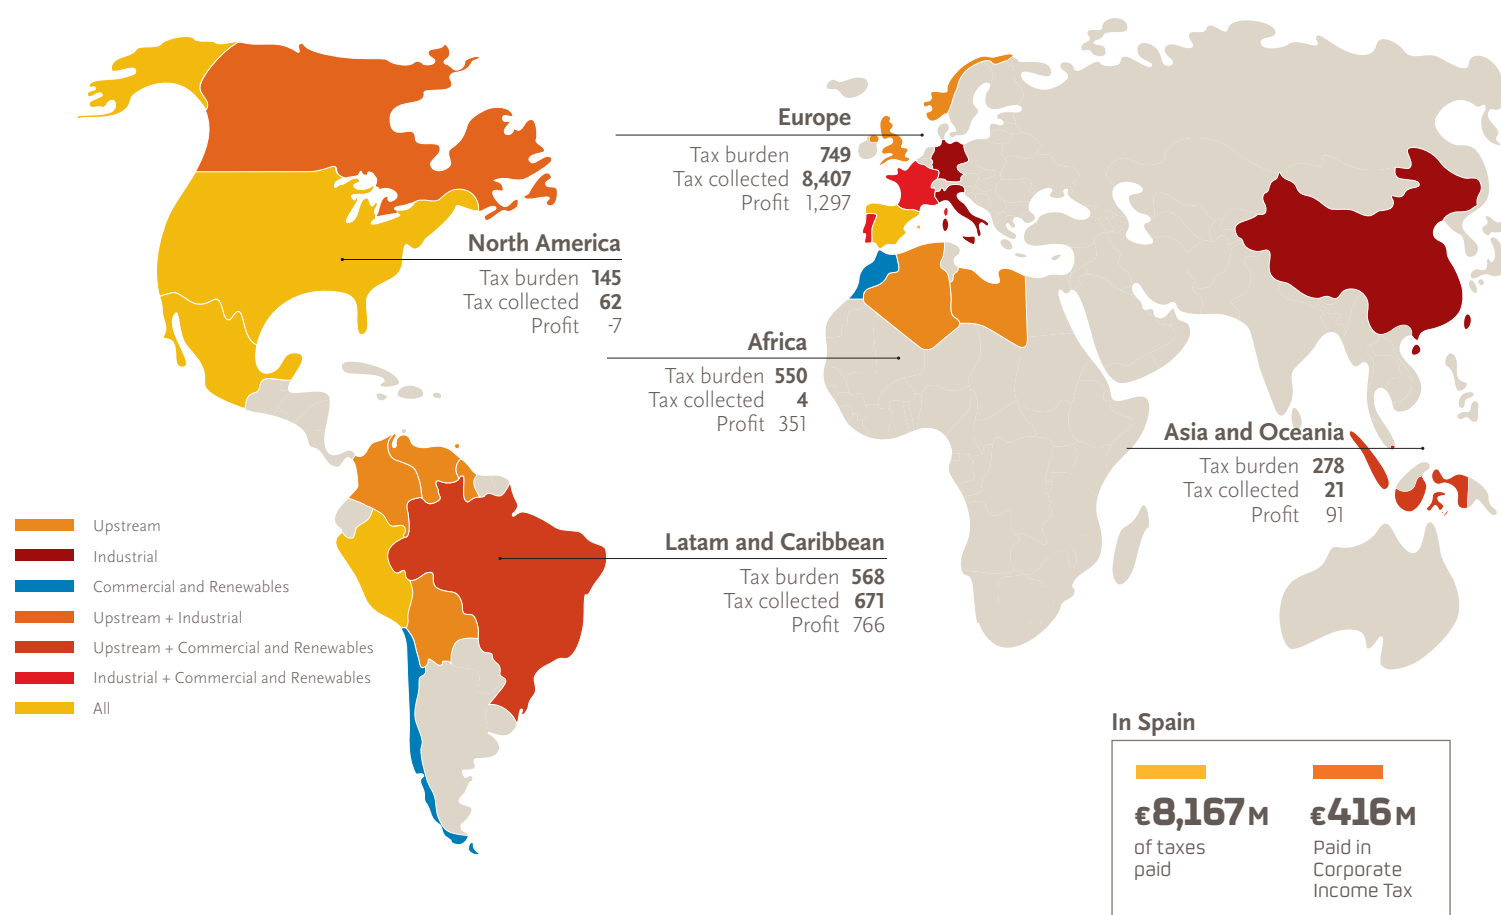 Europe
Tax burden 749
Tax collected 8,407
Profit 1,297
North America
Tax burden 145
Tax collected 62
Profit -7
Africa
Tax burden 550
Tax collected 4
Profit 351
Asia and Oceania
Tax burden 278
Tax collected 21
Profit 91
Latam and Caribbean
Tax burden 568
Tax collected 671
Profit 766
Upstream
Industrial
Commercial and Renewables
Upstream + Industrial
Upstream + Commercial and Renewables
Industrial + Commercial and Renewables
All
In Spain
€8,167 M
of taxes
paid
€416 M
Paid in
Corporate
Income Tax